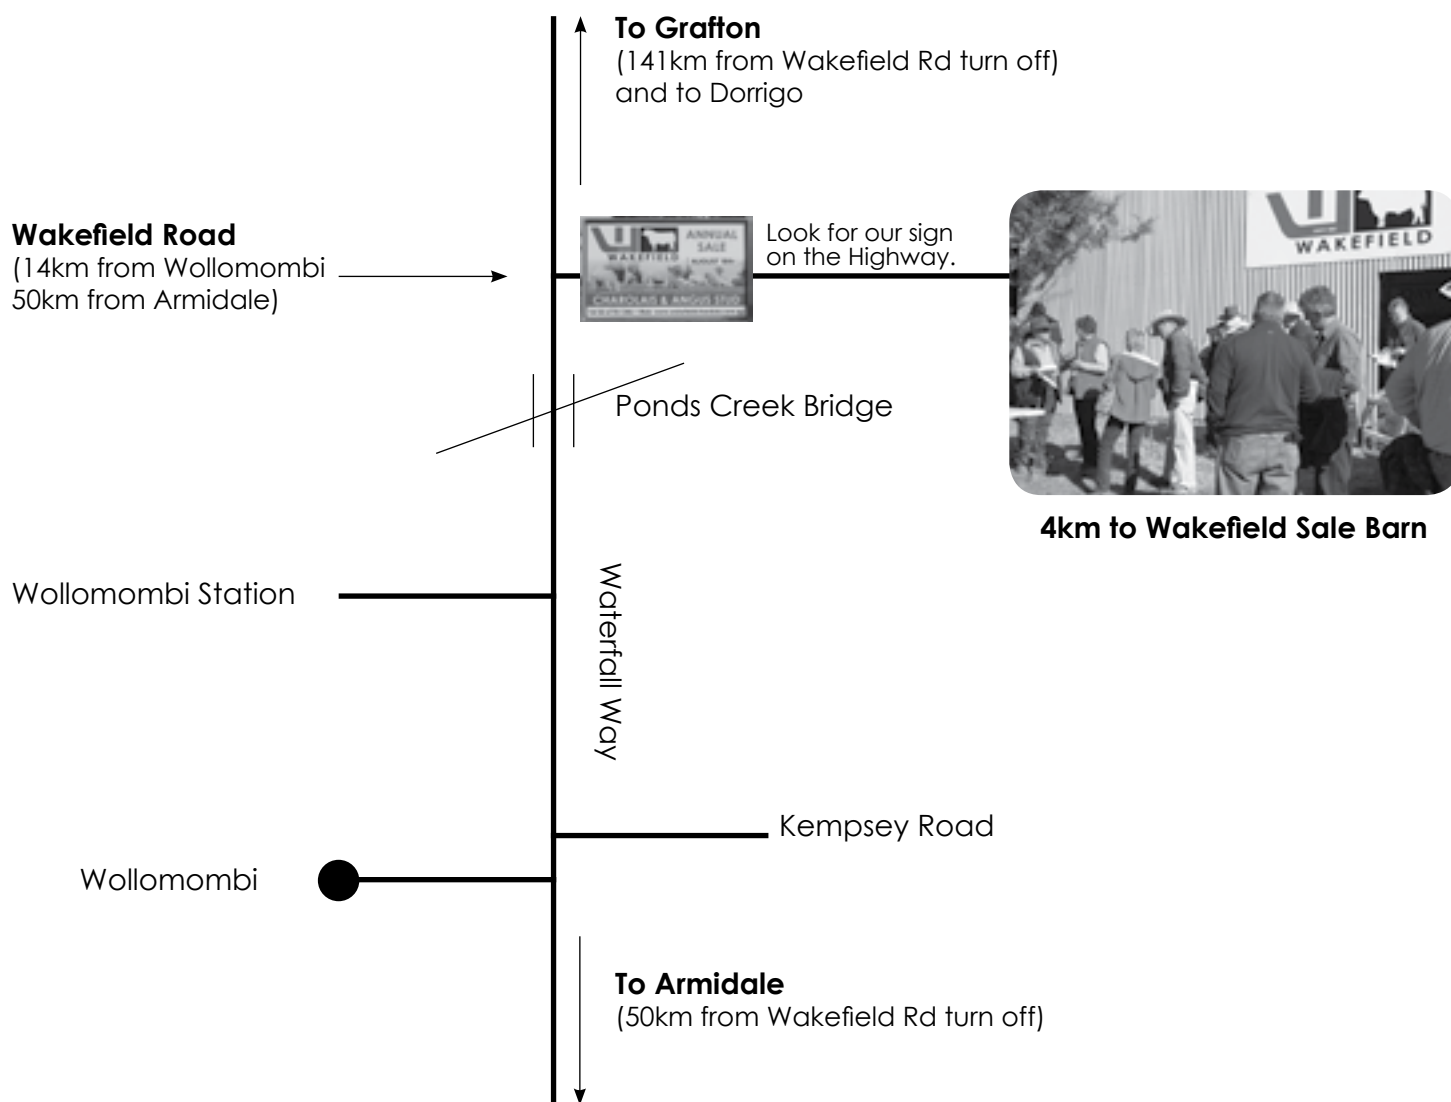 To Grafton
(141km from Wakefield Rd turn off)
and to Dorrigo
Wakefield Road
(14km from Wollomombi
50km from Armidale)
ANNUAL
SALE
WAKEFIELD
CHAROLAIS & ANGUS STUD
Look for our sign
on the Highway.
WAKEFIELD
Ponds Creek Bridge
4km to Wakefield Sale Barn
Wollomombi Station
Waterfall Way
Kempsey Road
Wollomombi
To Armidale
(50km from Wakefield Rd turn off)